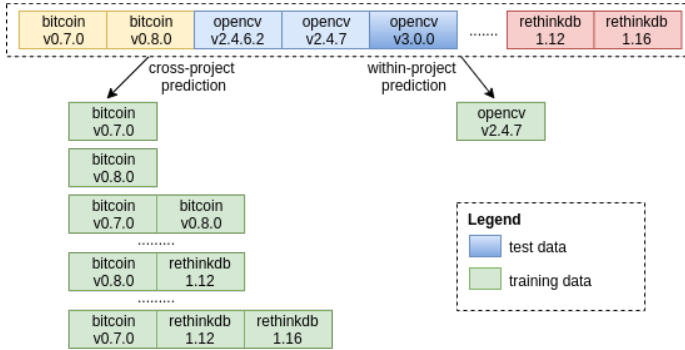 bitcoin v0.7.0
bitcoin v0.8.0
opencv v2.4.6.2
opencv v2.4.7
opencv v3.0.0
.......
rethinkdb 1.12
rethinkdb 1.16
cross-project
prediction
within-project
prediction
bitcoin
v0.7.0
opencv
v2.4.7
bitcoin
v0.8.0
bitcoin v0.7.0
bitcoin v0.8.0
.........
bitcoin v0.8.0
rethinkdb 1.12
.........
bitcoin v0.7.0
rethinkdb 1.12
rethinkdb 1.16
Legend
test data
training data